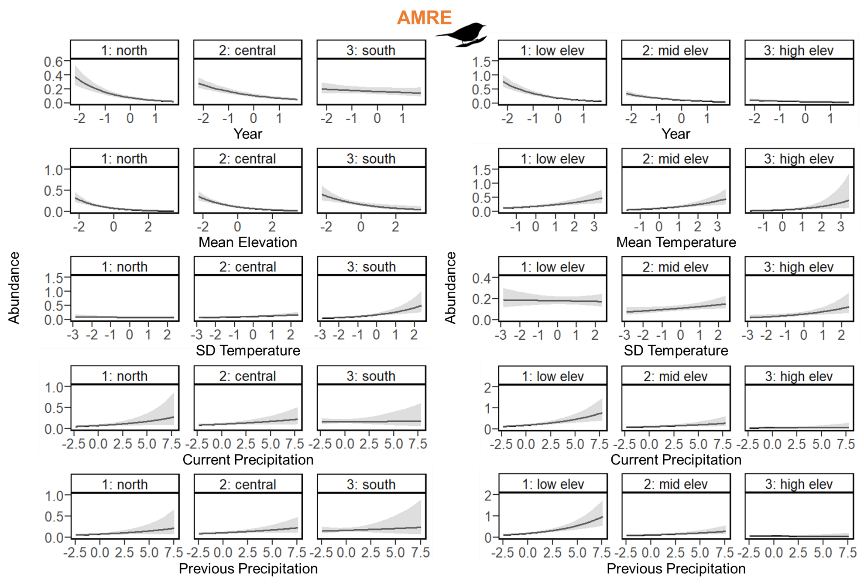 AMRE
1: north 2: central 3: south
0.6
0.4
0.2
0.0
-2 -1 0 1 -2 -1 0 1 -2 -1 0 1
Year
1: north 2: central 3: south
1.0
0.5
0.0
-2 0 2 -2 0 2 -2 0 2
Mean Elevation
1: north 2: central 3: south
1.5
1.0
0.5
0.0
-3 -2 -1 0 1 2 -3 -2 -1 0 1 2 -3 -2 -1 0 1 2
SD Temperature
1: north 2: central 3: south
1.0
0.5
0.0
-2.5 0.0 2.5 5.0 7.5 -2.5 0.0 2.5 5.0 7.5 -2.5 0.0 2.5 5.0 7.5
Current Precipitation
1: north 2: central 3: south
1.0
0.5
0.0
-2.5 0.0 2.5 5.0 7.5 -2.5 0.0 2.5 5.0 7.5 -2.5 0.0 2.5 5.0 7.5
Previous Precipitation
Abundance
1: low elev 2: mid elev 3: high elev
1.5
1.0
0.5
0.0
-2 -1 0 1 -2 -1 0 1 -2 -1 0 1
Year
1: low elev 2: mid elev 3: high elev
1.5
1.0
0.5
0.0
-1 0 1 2 3 -1 0 1 2 3 -1 0 1 2 3
Mean Temperature
1: low elev 2: mid elev 3: high elev
0.4
0.2
0.0
-3 -2 -1 0 1 2 -3 -2 -1 0 1 2 -3 -2 -1 0 1 2
SD Temperature
1: low elev 2: mid elev 3: high elev
2
1
0
-2.5 0.0 2.5 5.0 7.5 -2.5 0.0 2.5 5.0 7.5 -2.5 0.0 2.5 5.0 7.5
Current Precipitation
1: low elev 2: mid elev 3: high elev
2
1
0
-2.5 0.0 2.5 5.0 7.5 -2.5 0.0 2.5 5.0 7.5 -2.5 0.0 2.5 5.0 7.5
Previous Precipitation
Abundance